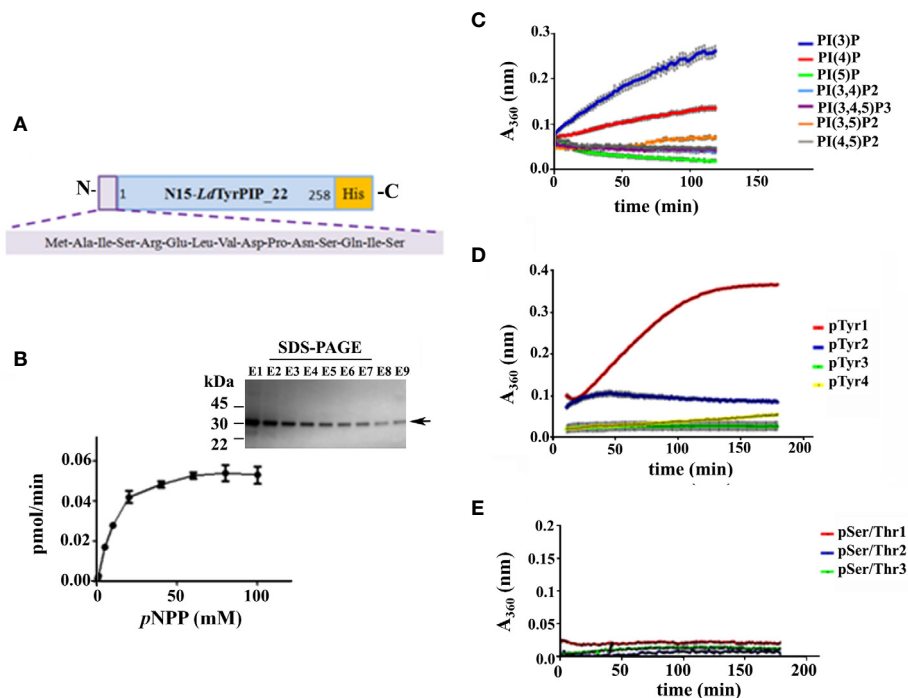 A
N-
1
N15-LdTyrPIP_22
258
His
-C
Met-Ala-Ile-Ser-Arg-Glu-Leu-Val-Asp-Pro-Asn-Ser-Gln-Ile-Ser
B
SDS-PAGE
kDa
E1 E2 E3 E4 E5 E6 E7 E8 E9
45
30
22
pmol/min
0.06
0.04
0.02
0.00
0 50 100
pNPP (mM)
C
A360 (nm)
0.3
0.2
0.1
0.0
0 50 100 150
time (min)
PI(3)P
PI(4)P
PI(5)P
PI(3,4)P2
PI(3,4,5)P3
PI(3,5)P2
PI(4,5)P2
D
A360 (nm)
0.4
0.3
0.2
0.1
0.0
0 50 100 150 200
time (min)
pTyr1
pTyr2
pTyr3
pTyr4
E
A360 (nm)
0.2
0.15
0.1
0.05
0.0
0 50 100 150 200
time (min)
pSer/Thr1
pSer/Thr2
pSer/Thr3